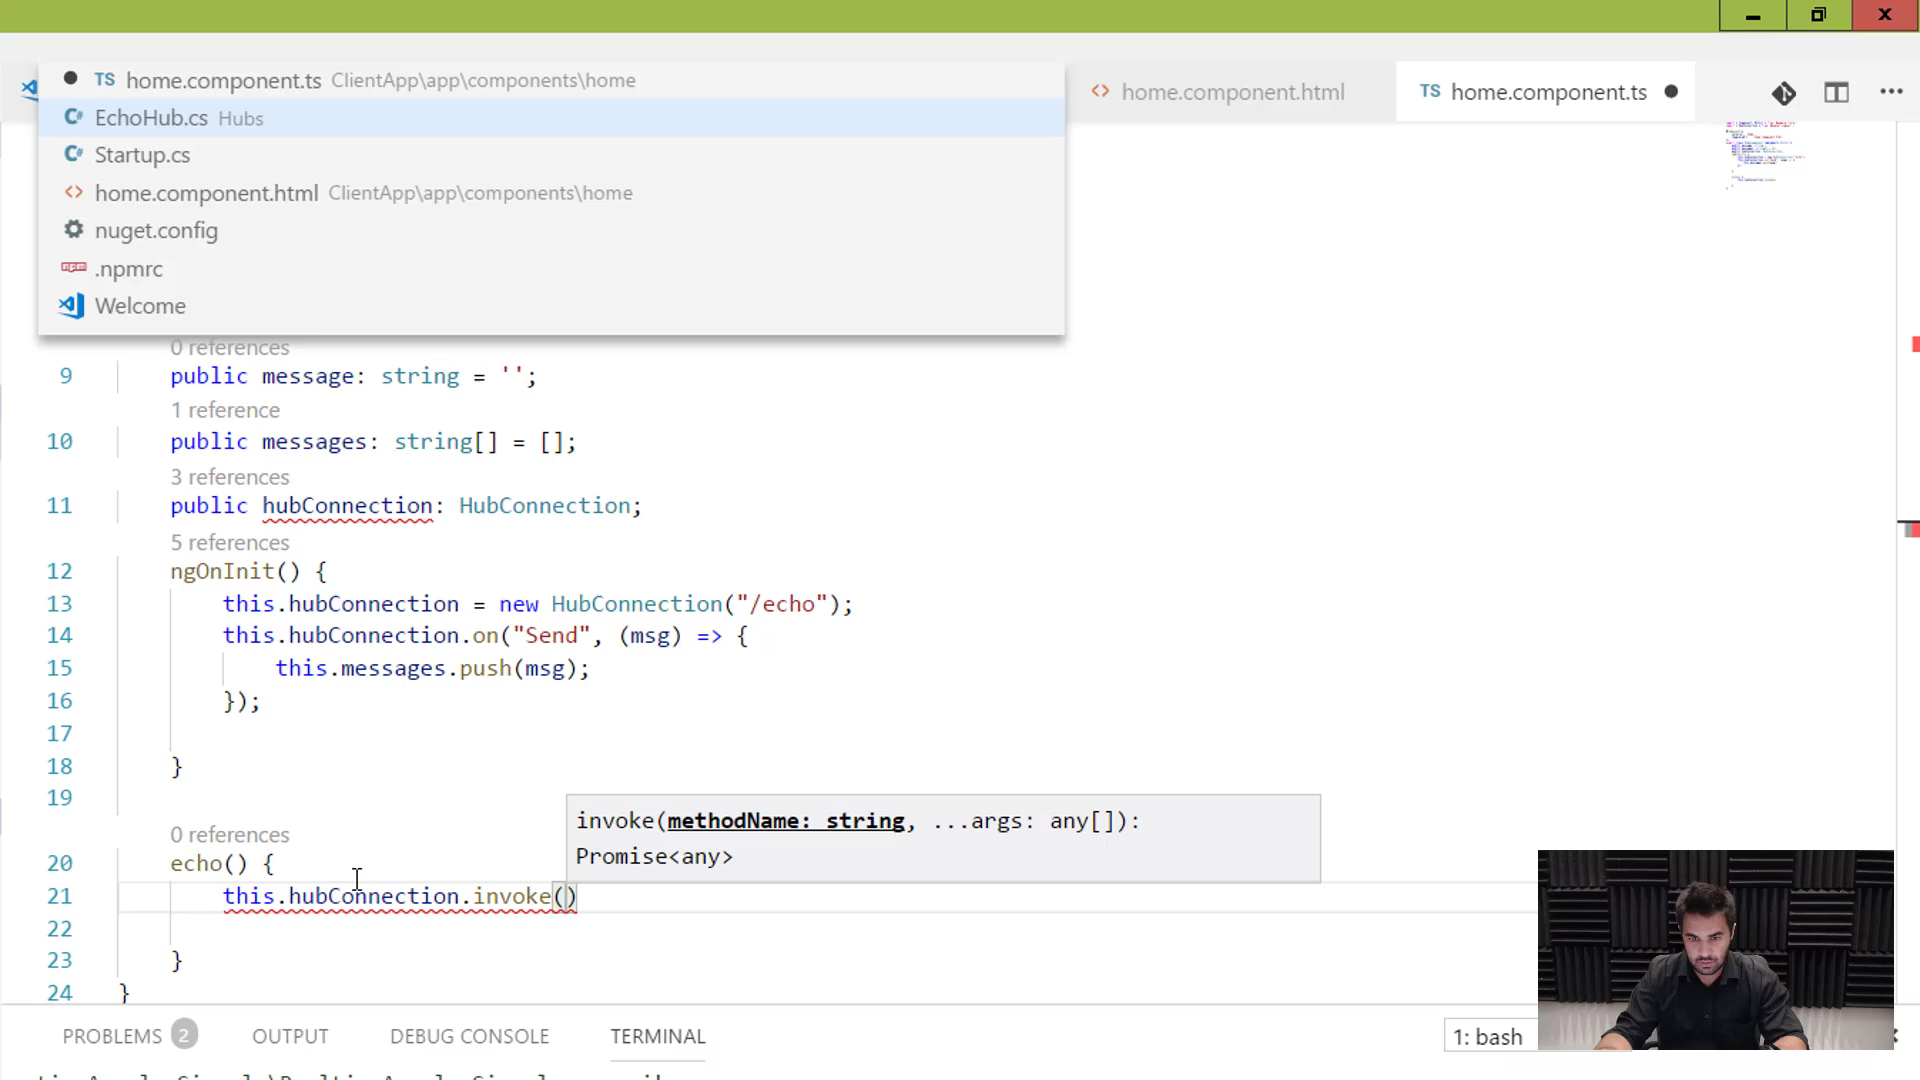 TS home.component.ts ClientApp\app\components\home
EchoHub.cs Hubs
Startup.cs
home.component.html ClientApp\app\components\home
nuget.config
.npmrc
Welcome
home.component.html
TS home.component.ts
0 references
9 public message: string = '';
1 reference
10 public messages: string[] = [];
3 references
11 public hubConnection: HubConnection;
5 references
12 ngOnInit() {
13 this.hubConnection = new HubConnection("/echo");
14 this.hubConnection.on("Send", (msg) => {
15 this.messages.push(msg);
16 });
17
18 }
19
invoke(methodName: string, ...args: any[]):
Promise<any>
0 references
20 echo() {
21 this.hubConnection.invoke()
22
23 }
24 }
PROBLEMS 2 OUTPUT DEBUG CONSOLE TERMINAL 1: bash